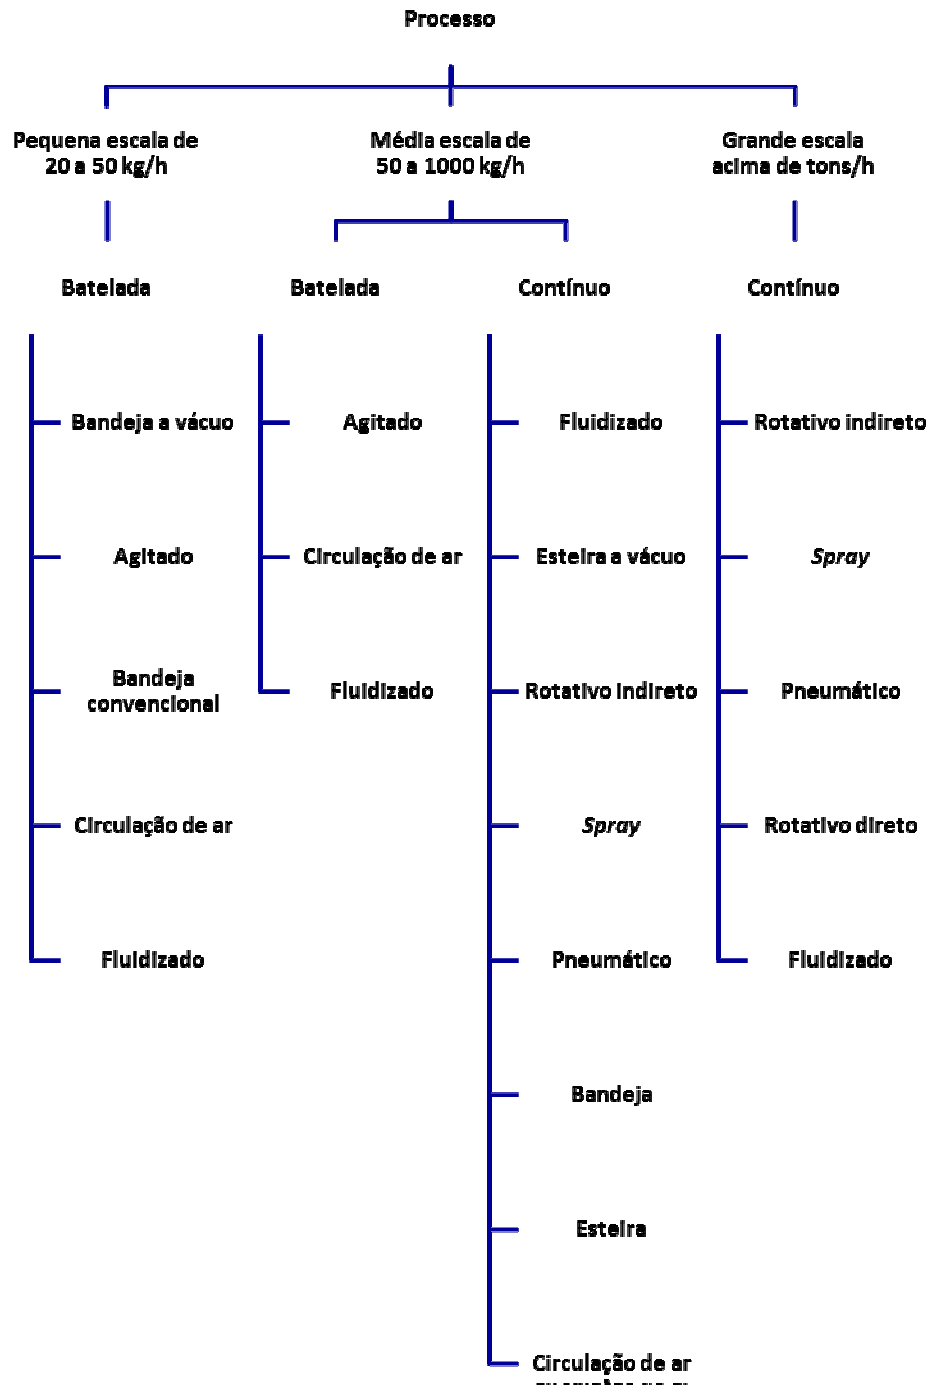 Processo
Pequena escala de
20 a 50 kg/h
Média escala de
50 a 1000 kg/h
Grande escala
acima de tons/h
Batelada
Batelada
Contínuo
Contínuo
Bandeja a vácuo
Agitado
Bandeja
convencional
Circulação de ar
Fluidizado
Agitado
Circulação de ar
Fluidizado
Fluidizado
Esteira a vácuo
Rotativo indireto
Spray
Pneumático
Bandeja
Esteira
Circulação de ar
Rotativo indireto
Spray
Pneumático
Rotativo direto
Fluidizado